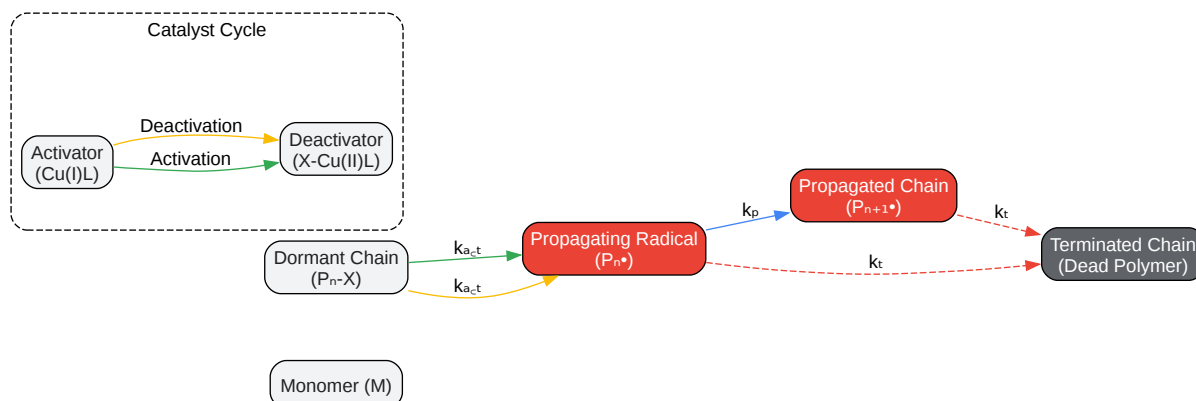 Catalyst Cycle
Deactivation
Activation
Activator
(Cu(I)L)
Deactivator
(X-Cu(II)L)
Dormant Chain
(Pₙ-X)
kₐ꜀t
kₐ꜀t
Propagating Radical
(Pₙ•)
kₚ
Propagated Chain
(Pₙ₊₁•)
kₜ
kₜ
Terminated Chain
(Dead Polymer)
Monomer (M)